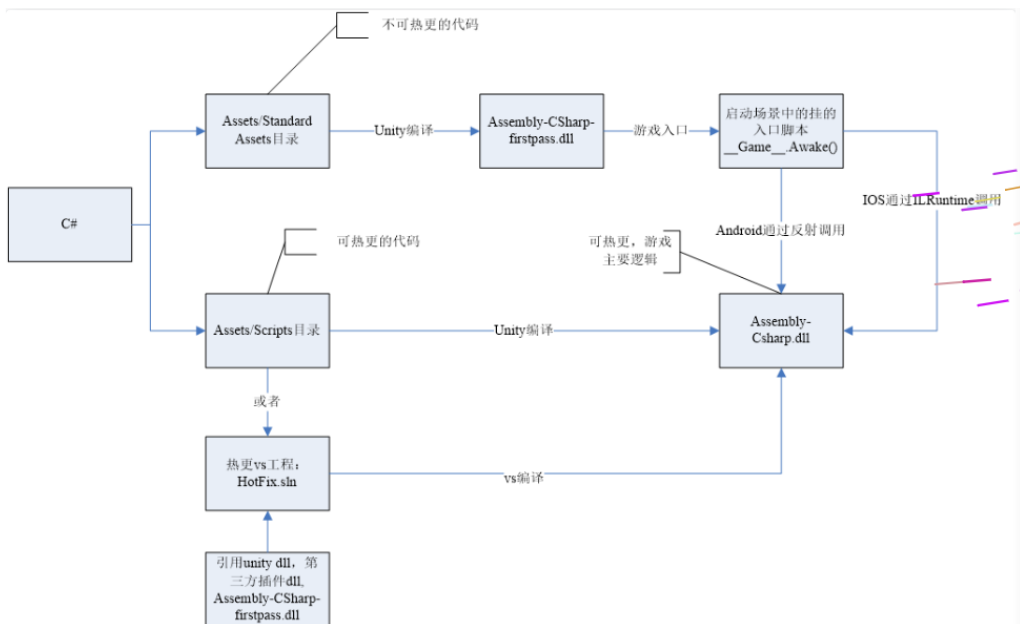 不可热更的代码
Assets/Standard
Assets目录
Unity编译
Assembly-CSharp-
firstpass.dll
游戏入口
启动场景中的挂的
入口脚本
__Game__.Awake()
C#
IOS通过ILRuntime调用
Android通过反射调用
可热更的代码
可热更，游戏
主要逻辑
Assets/Scripts目录
Unity编译
Assembly-
Csharp.dll
或者
热更vs工程：
HotFix.sln
vs编译
引用unity dll，第
三方插件dll,
Assembly-CSharp-
firstpass.dll